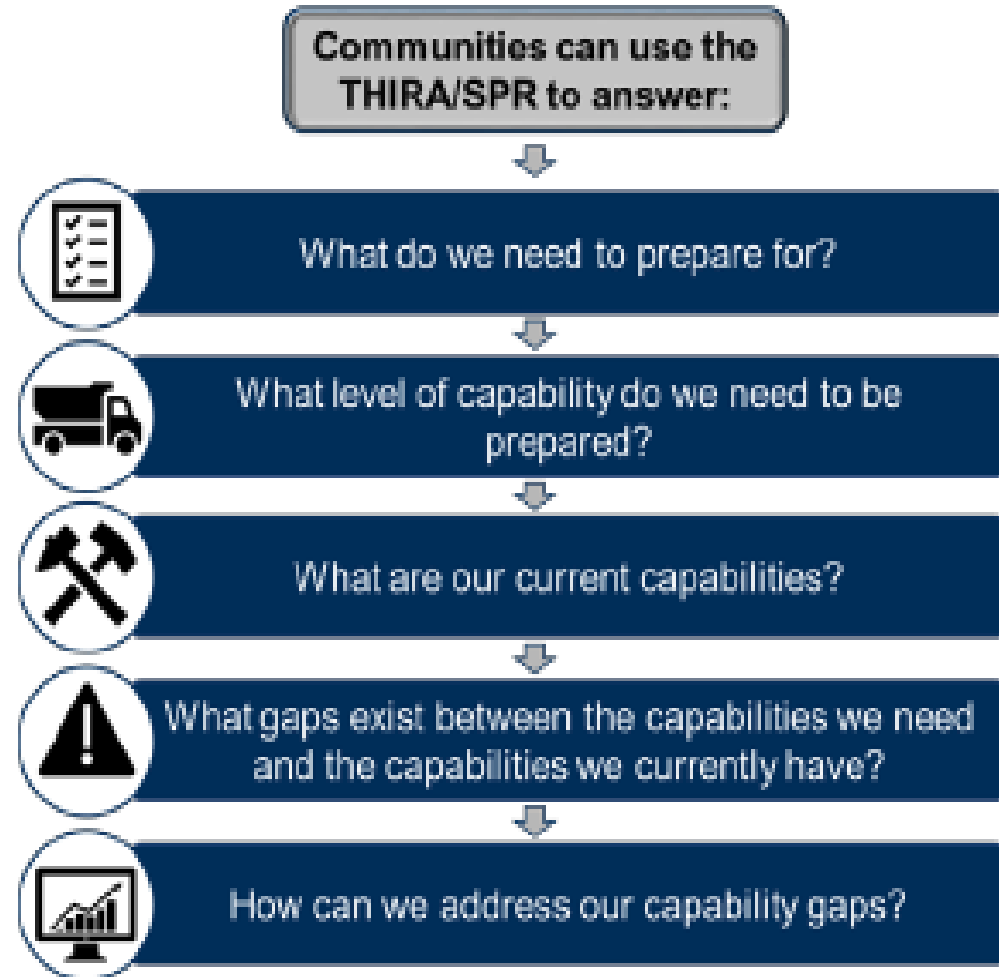 Communities can use the
THIRA/SPR to answer:
What do we need to prepare for?
What level of capability do we need to be
prepared?
What are our current capabilities?
What gaps exist between the capabilities we need
and the capabilities we currently have?
How can we address our capability gaps?